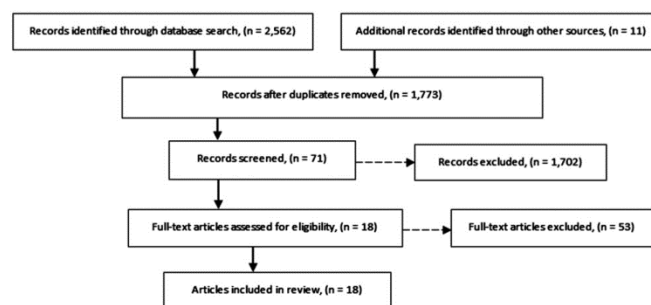 Records identified through database search, (n = 2,562)
Additional records identified through other sources, (n = 11)
Records after duplicates removed, (n = 1,773)
Records screened, (n = 71)
Records excluded, (n = 1,702)
Full-text articles assessed for eligibility, (n = 18)
Full-text articles excluded, (n = 53)
Articles included in review, (n = 18)